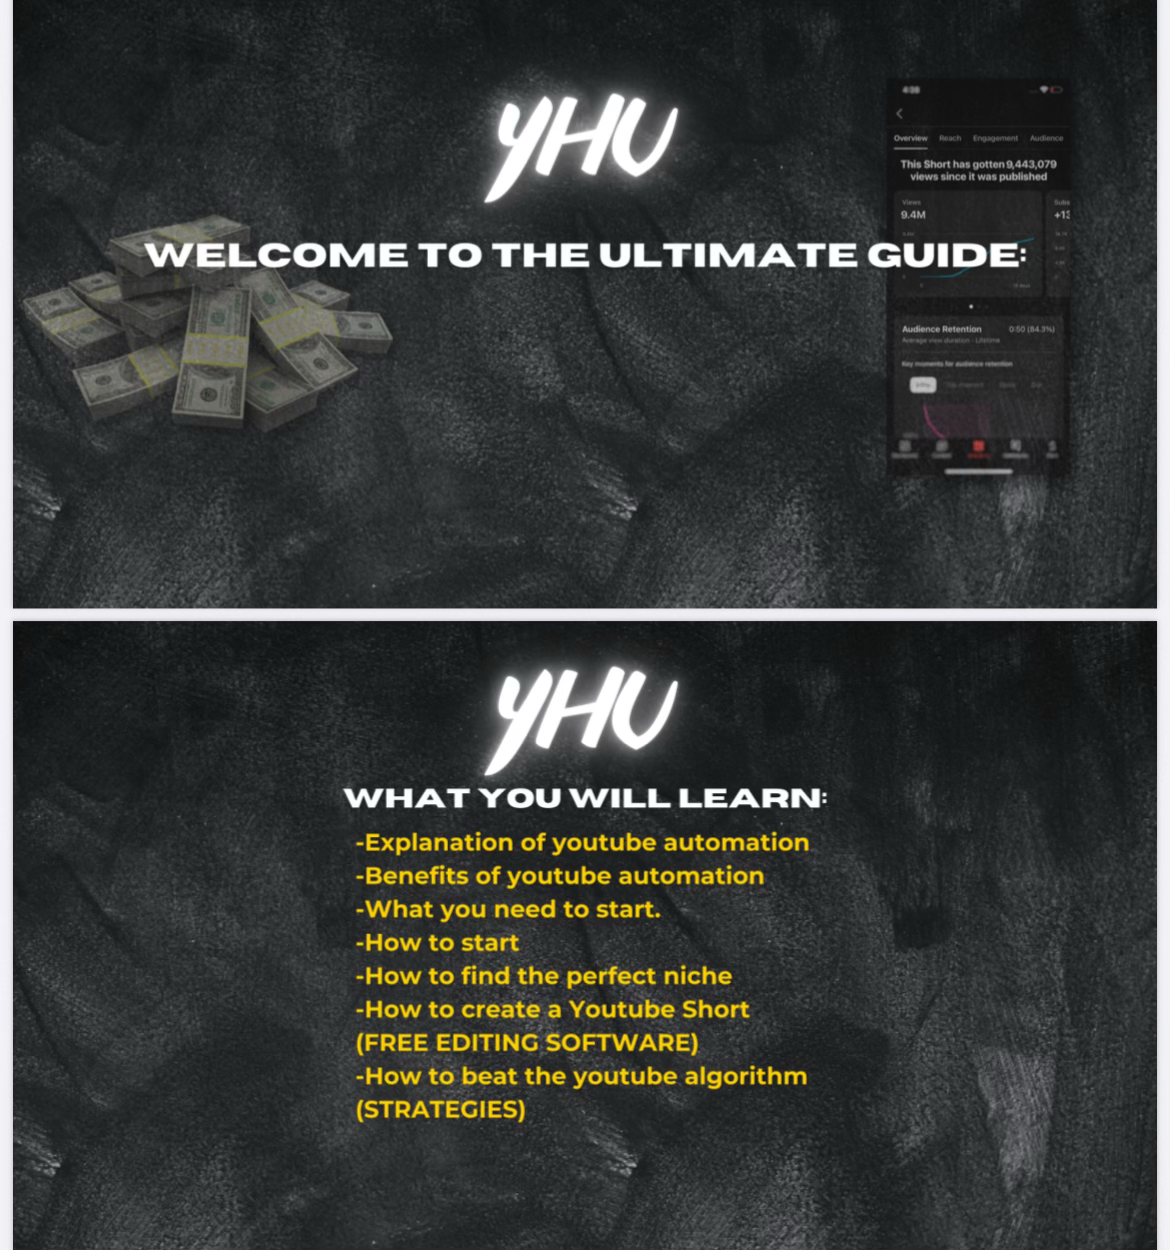 YHU
WELCOME TO THE ULTIMATE GUIDE:
4:38
Overview Reach Engagement Audience
This Short has gotten 9,443,079
views since it was published
Views
9.4M
Subs
+13
Audience Retention 0:50 (84.3%)
Average view duration · Lifetime
Key moments for audience retention
YHU
WHAT YOU WILL LEARN:
-Explanation of youtube automation
-Benefits of youtube automation
-What you need to start.
-How to start
-How to find the perfect niche
-How to create a Youtube Short
(FREE EDITING SOFTWARE)
-How to beat the youtube algorithm
(STRATEGIES)